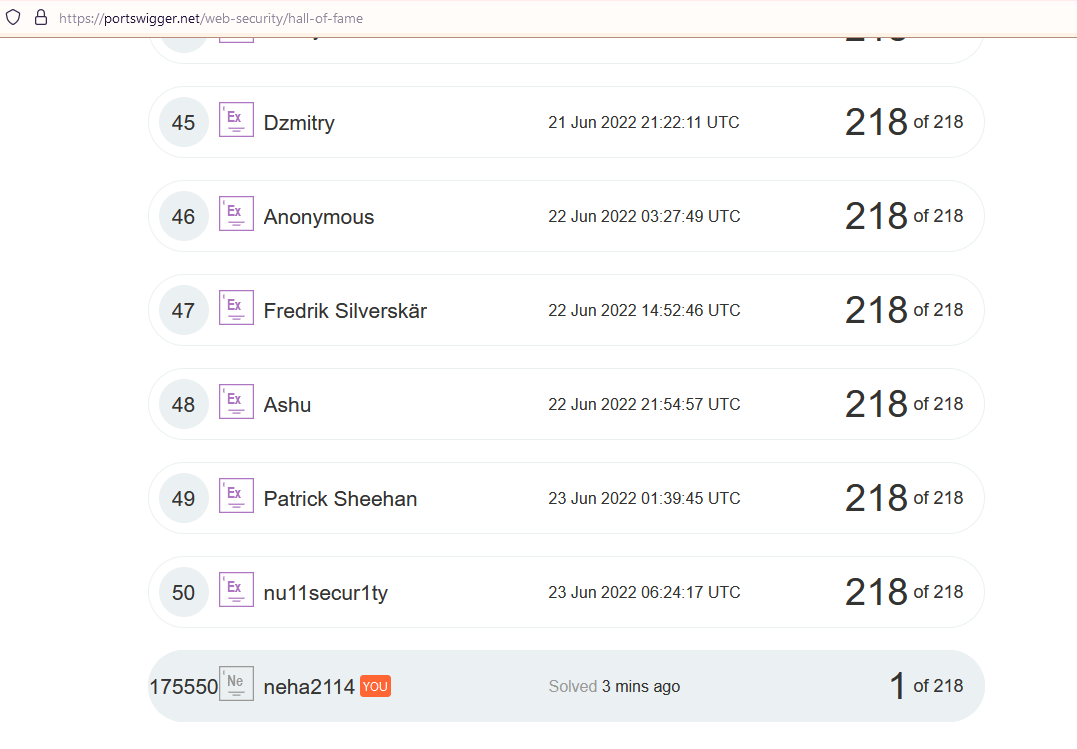 https://portswigger.net/web-security/hall-of-fame
45 Ex Dzmitry 21 Jun 2022 21:22:11 UTC 218 of 218
46 Ex Anonymous 22 Jun 2022 03:27:49 UTC 218 of 218
47 Ex Fredrik Silverskär 22 Jun 2022 14:52:46 UTC 218 of 218
48 Ex Ashu 22 Jun 2022 21:54:57 UTC 218 of 218
49 Ex Patrick Sheehan 23 Jun 2022 01:39:45 UTC 218 of 218
50 Ex nu11secur1ty 23 Jun 2022 06:24:17 UTC 218 of 218
175550 Ne neha2114 YOU Solved 3 mins ago 1 of 218